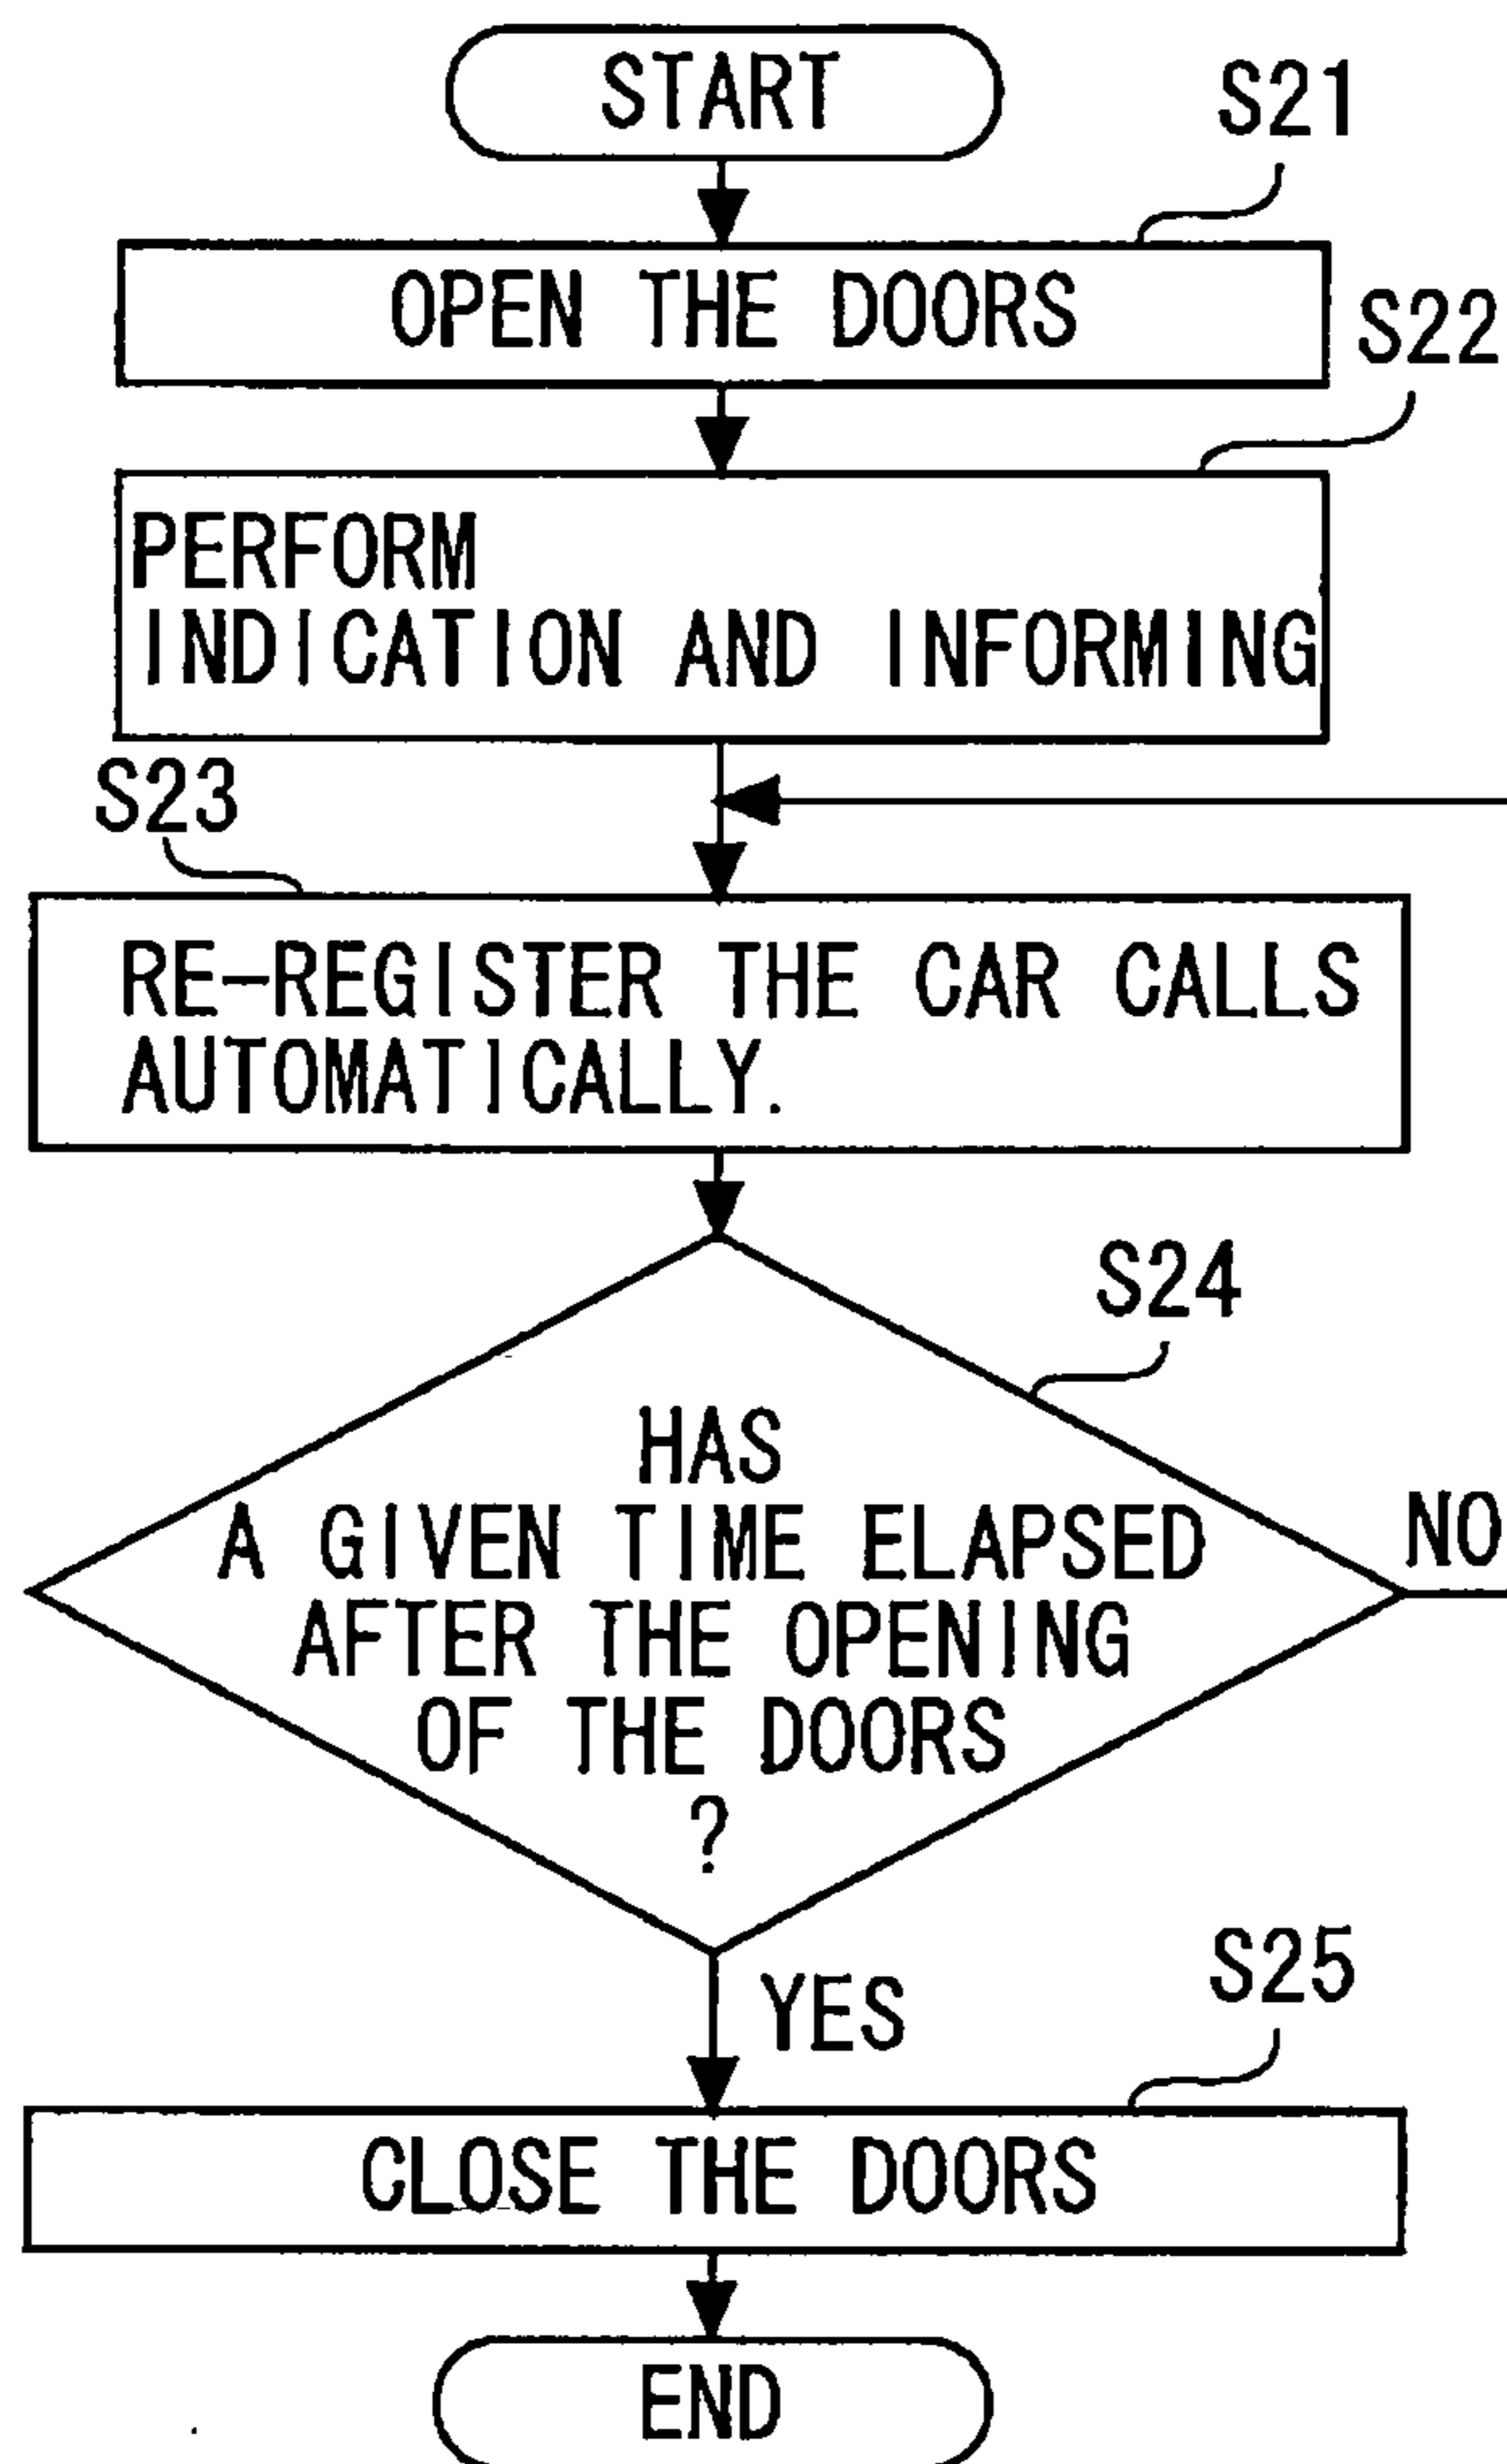 START
S21
OPEN THE DOORS
S22
PERFORM
INDICATION AND INFORMING
S23
RE-REGISTER THE CAR CALLS
AUTOMATICALLY.
S24
HAS
A GIVEN TIME ELAPSED
AFTER THE OPENING
OF THE DOORS
?
NO
YES
S25
CLOSE THE DOORS
END